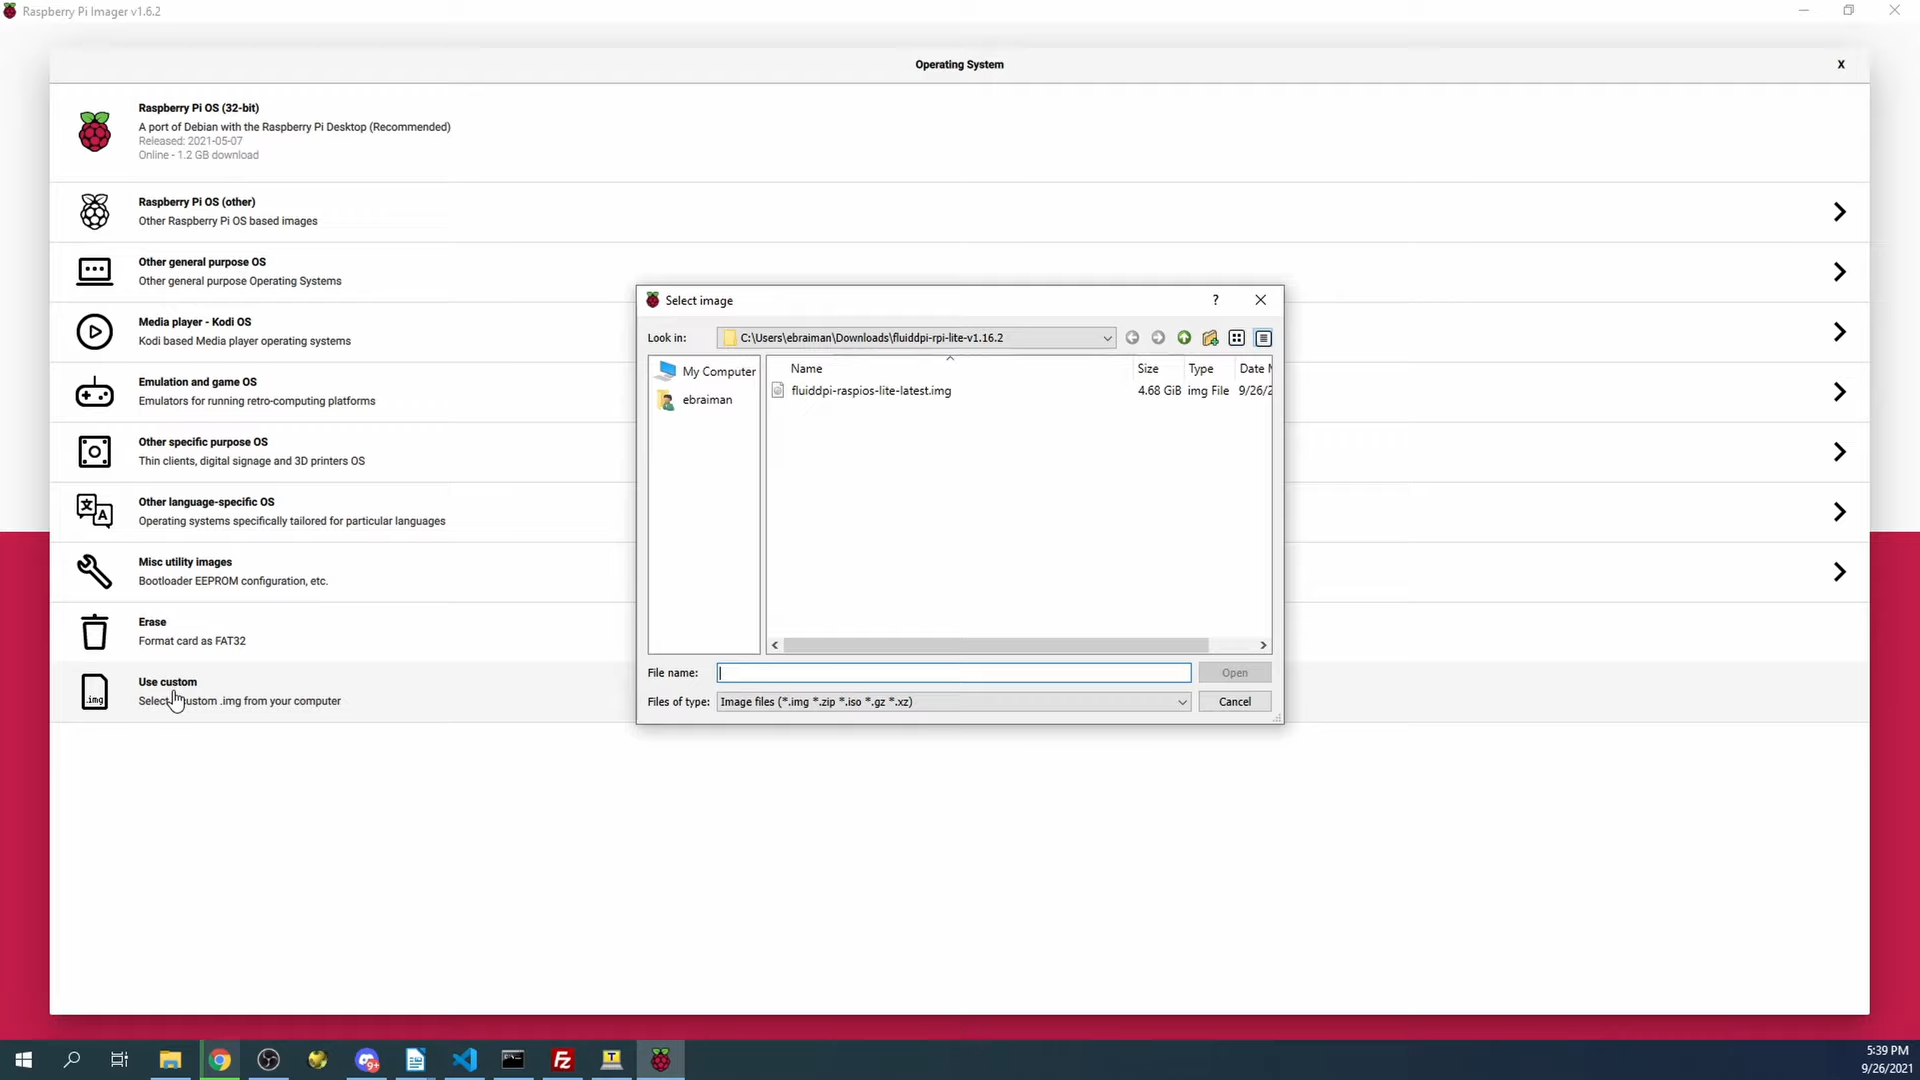 Raspberry Pi Imager v1.6.2
Operating System
X
Raspberry Pi OS (32-bit)
A port of Debian with the Raspberry Pi Desktop (Recommended)
Released: 2021-05-07
Online - 1.2 GB download
Raspberry Pi OS (other)
Other Raspberry Pi OS based images
Other general purpose OS
Other general purpose Operating Systems
Media player - Kodi OS
Kodi based Media player operating systems
Emulation and game OS
Emulators for running retro-computing platforms
Other specific purpose OS
Thin clients, digital signage and 3D printers OS
Other language-specific OS
Operating systems specifically tailored for particular languages
Misc utility images
Bootloader EEPROM configuration, etc.
Erase
Format card as FAT32
.img
Use custom
Select ustom .img from your computer
Select image
?
Look in: C:\Users\ebraiman\Downloads\fluiddpi-rpi-lite-v1.16.2
My Computer
ebraiman
Name Size Type Date M
fluiddpi-raspios-lite-latest.img 4.68 GiB img File 9/26/2
File name: Open
Files of type: Image files (*.img *.zip *.iso *.gz *.xz) Cancel
5:39 PM
9/26/2021